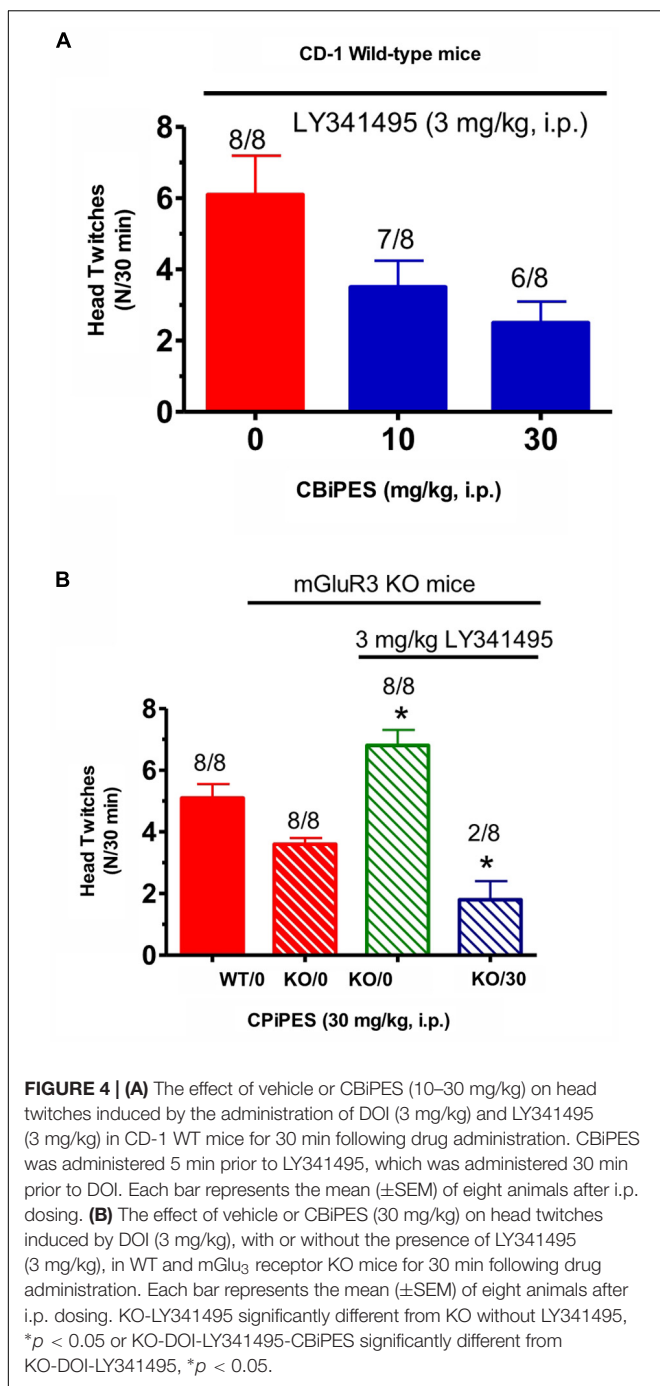 A
CD-1 Wild-type mice
LY341495 (3 mg/kg, i.p.)
8/8
7/8
6/8
8
6
4
2
0
Head Twitches
(N/30 min)
0 10 30
CBiPES (mg/kg, i.p.)
B
mGluR3 KO mice
3 mg/kg LY341495
8/8
8/8
8/8
*
2/8
*
8
6
4
2
0
Head Twitches
(N/30 min)
WT/0 KO/0 KO/0 KO/30
CPiPES (30 mg/kg, i.p.)
FIGURE 4 | (A) The effect of vehicle or CBiPES (10–30 mg/kg) on head
twitches induced by the administration of DOI (3 mg/kg) and LY341495
(3 mg/kg) in CD-1 WT mice for 30 min following drug administration. CBiPES
was administered 5 min prior to LY341495, which was administered 30 min
prior to DOI. Each bar represents the mean (±SEM) of eight animals after i.p.
dosing. (B) The effect of vehicle or CBiPES (30 mg/kg) on head twitches
induced by DOI (3 mg/kg), with or without the presence of LY341495
(3 mg/kg), in WT and mGlu₃ receptor KO mice for 30 min following drug
administration. Each bar represents the mean (±SEM) of eight animals after
i.p. dosing. KO-LY341495 significantly different from KO without LY341495,
*p < 0.05 or KO-DOI-LY341495-CBiPES significantly different from
KO-DOI-LY341495, *p < 0.05.